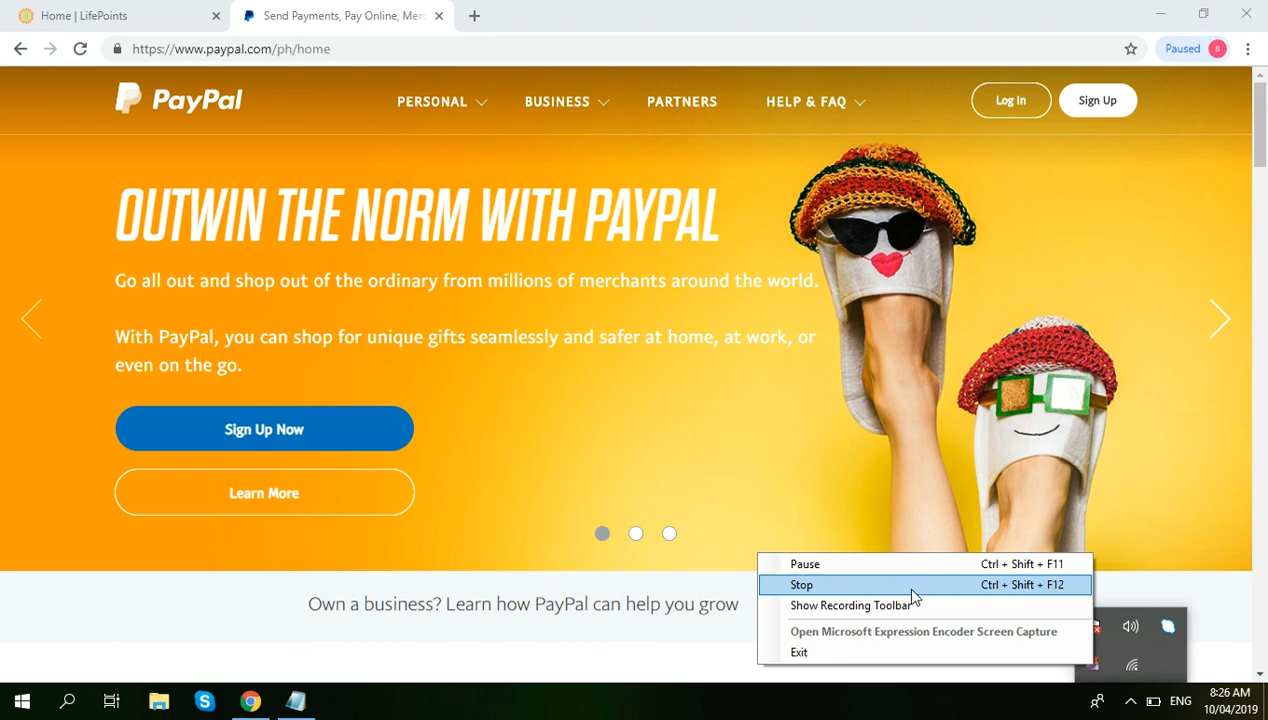 Home | LifePoints
Send Payments, Pay Online, Merc
https://www.paypal.com/ph/home
Paused
s
PayPal
PERSONAL
BUSINESS
PARTNERS
HELP & FAQ
Log In
Sign Up
OUTWIN THE NORM WITH PAYPAL
Go all out and shop out of the ordinary from millions of merchants around the world.
With PayPal, you can shop for unique gifts seamlessly and safer at home, at work, or
even on the go.
Sign Up Now
Learn More
Own a business? Learn how PayPal can help you grow
Pause Ctrl + Shift + F11
Stop Ctrl + Shift + F12
Show Recording Toolbar
Open Microsoft Expression Encoder Screen Capture
Exit
ENG
8:26 AM
10/04/2019